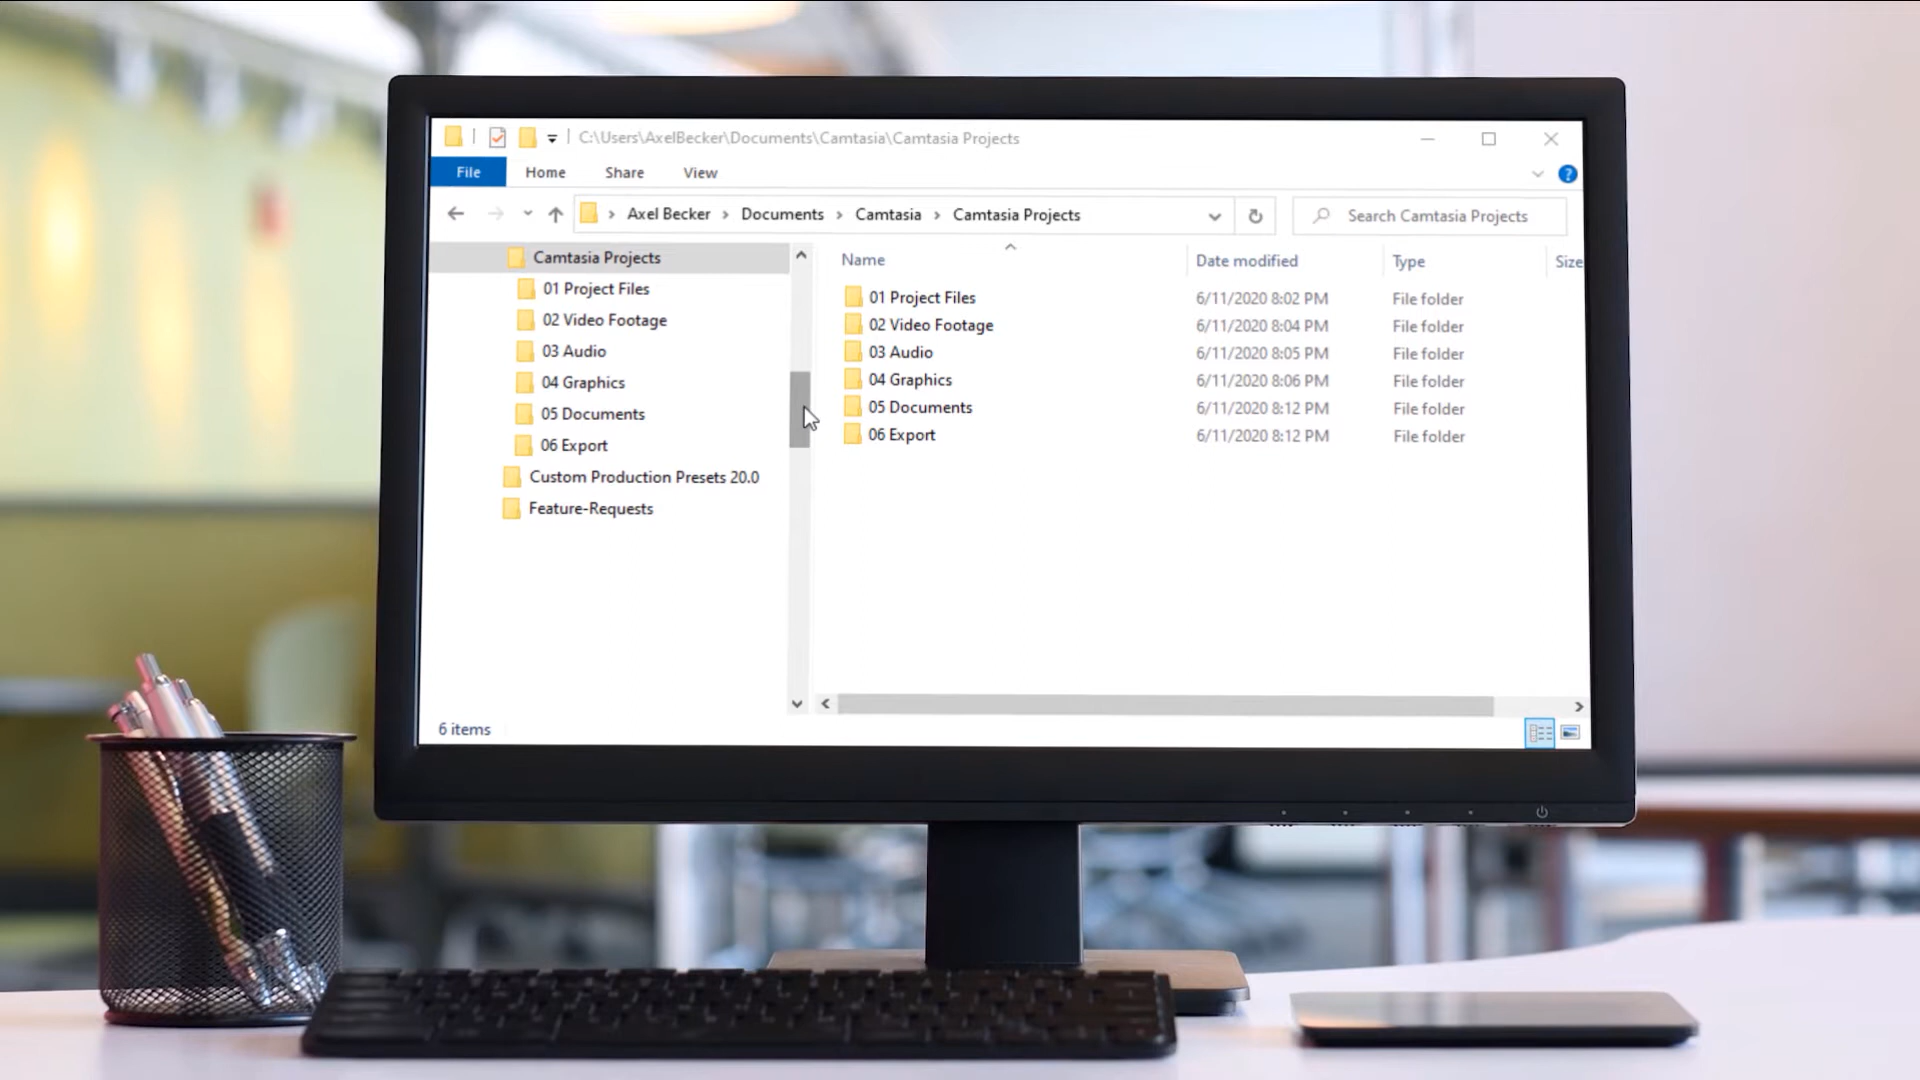 C:\Users\AxelBecker\Documents\Camtasia\Camtasia Projects
File Home Share View
Axel Becker Documents Camtasia Camtasia Projects Search Camtasia Projects
Camtasia Projects
01 Project Files
02 Video Footage
03 Audio
04 Graphics
05 Documents
06 Export
Custom Production Presets 20.0
Feature-Requests
Name Date modified Type Size
01 Project Files 6/11/2020 8:02 PM File folder
02 Video Footage 6/11/2020 8:04 PM File folder
03 Audio 6/11/2020 8:05 PM File folder
04 Graphics 6/11/2020 8:06 PM File folder
05 Documents 6/11/2020 8:12 PM File folder
06 Export 6/11/2020 8:12 PM File folder
6 items